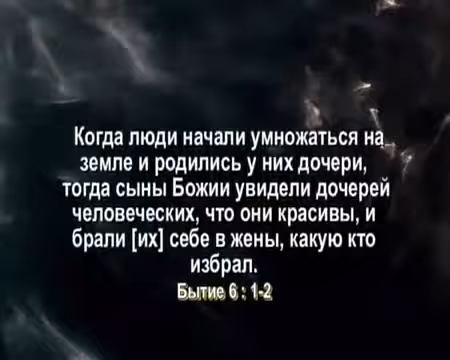 Когда люди начали умножаться на
земле и родились у них дочери,
тогда сыны Божии увидели дочерей
человеческих, что они красивы, и
брали [их] себе в жены, какую кто
избрал.
Бытие 6 : 1-2